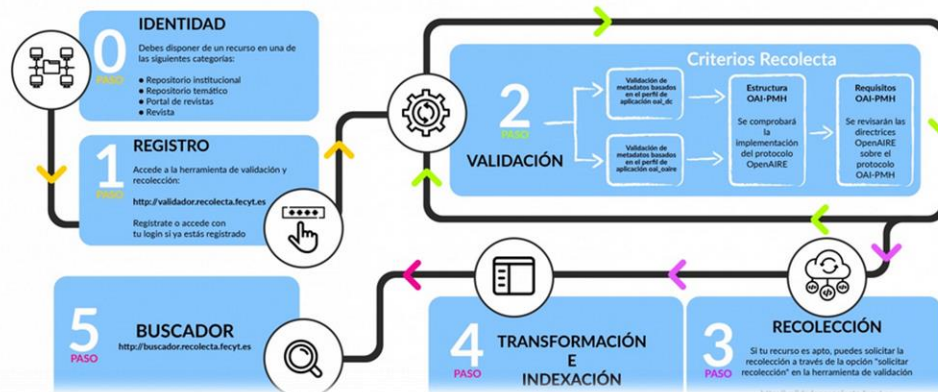 0
PASO
IDENTIDAD
Debes disponer de un recurso en una de
las siguientes categorías:
● Repositorio institucional
● Repositorio temático
● Portal de revistas
● Revista
1
PASO
REGISTRO
Accede a la herramienta de validación y
recolección:
http://validador.recolecta.fecyt.es
Regístrate o accede con
tu login si ya estás registrado
Criterios Recolecta
2
PASO
VALIDACIÓN
Validación de
metadatos basados
en el perfil de
aplicación oai_dc
Validación de
metadatos basados
en el perfil de
aplicación oai_oaire
Estructura
OAI-PMH
Se comprobará
la
implementación
del protocolo
OpenAIRE
Requisitos
OAI-PMH
Se revisarán las
directrices
OpenAIRE
sobre el
protocolo
OAI-PMH
3
PASO
RECOLECCIÓN
Si tu recurso es apto, puedes solicitar la
recolección a través de la opción "solicitar
recolección" en la herramienta de validación
4
PASO
TRANSFORMACIÓN
E
INDEXACIÓN
5
PASO
BUSCADOR
http://buscador.recolecta.fecyt.es